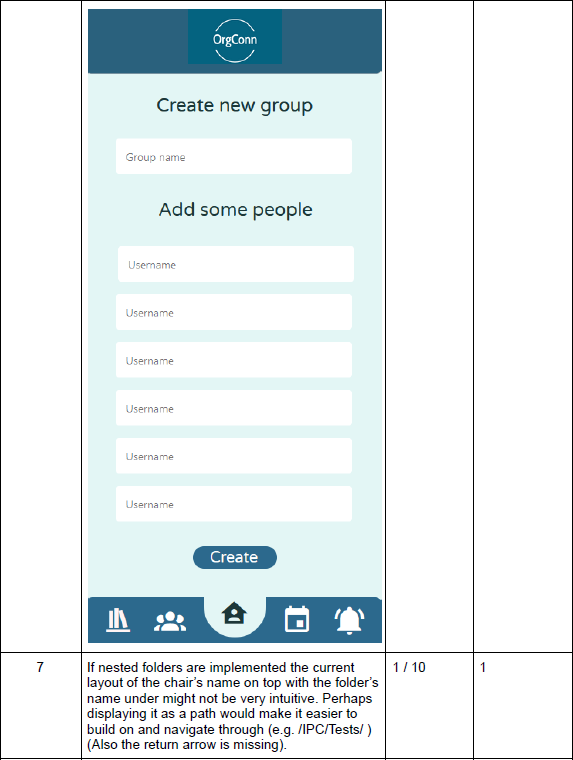 OrgConn
Create new group
Group name
Add some people
Username
Username
Username
Username
Username
Username
Create
7
If nested folders are implemented the current
layout of the chair’s name on top with the folder’s
name under might not be very intuitive. Perhaps
displaying it as a path would make it easier to
build on and navigate through (e.g. /IPC/Tests/ )
(Also the return arrow is missing).
1 / 10
1